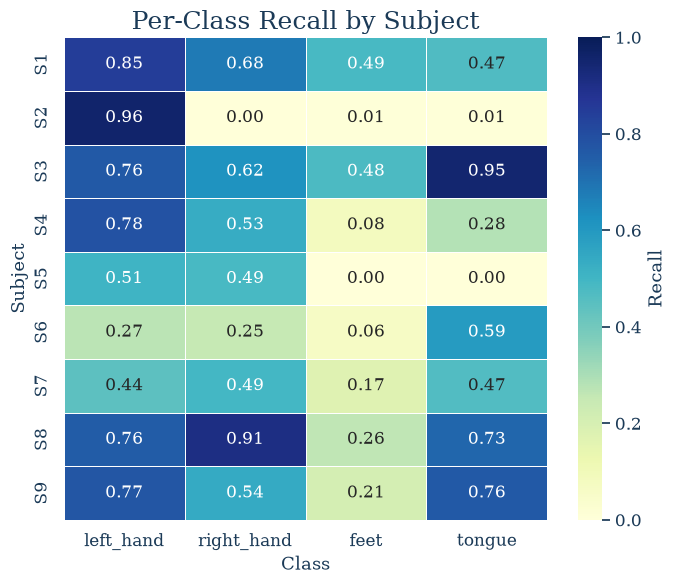 Per-Class Recall by Subject
S1 0.85 0.68 0.49 0.47
S2 0.96 0.00 0.01 0.01
S3 0.76 0.62 0.48 0.95
S4 0.78 0.53 0.08 0.28
S5 0.51 0.49 0.00 0.00
S6 0.27 0.25 0.06 0.59
S7 0.44 0.49 0.17 0.47
S8 0.76 0.91 0.26 0.73
S9 0.77 0.54 0.21 0.76
left_hand right_hand feet tongue
Class
Subject
1.0
0.8
0.6
0.4
0.2
0.0
Recall